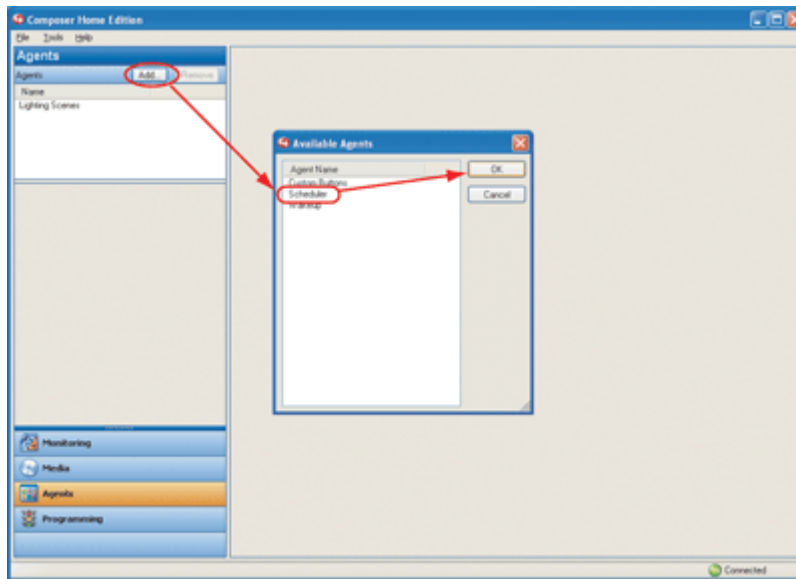 Composer Home Edition
File Tools Help
Agents
Agents Add... Remove
Name
Lighting Scenes
Available Agents
Agent Name
Custom Buttons
Scheduler
Wakeup
OK
Cancel
Monitoring
Media
Agents
Programming
Connected